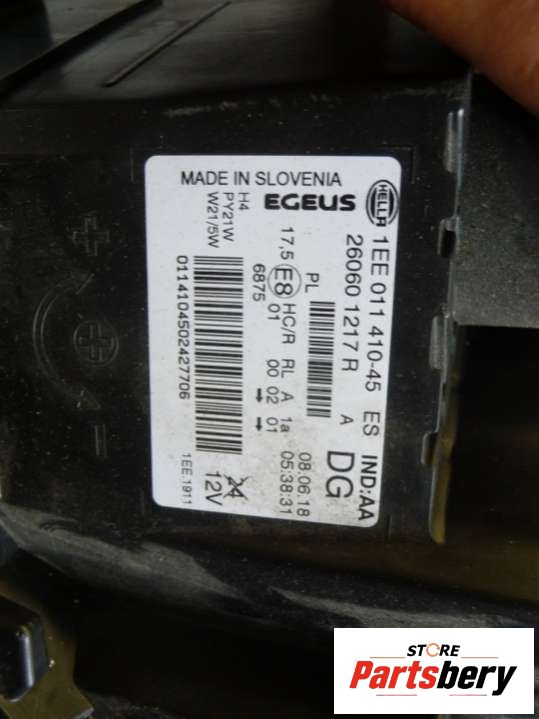 MADE IN SLOVENIA
EGEUS
HELLA
1EE 011 410-45 ES IND:AA
26060 1217 R A DG
PL
08.06.18
05:38:31
17,5 E8 HC/R RL A 1a
01 00 02 01
6875
H4
PY21W
W21/5W
0114104502427706
24
12V
1EE.1911
STORE
Partsbery